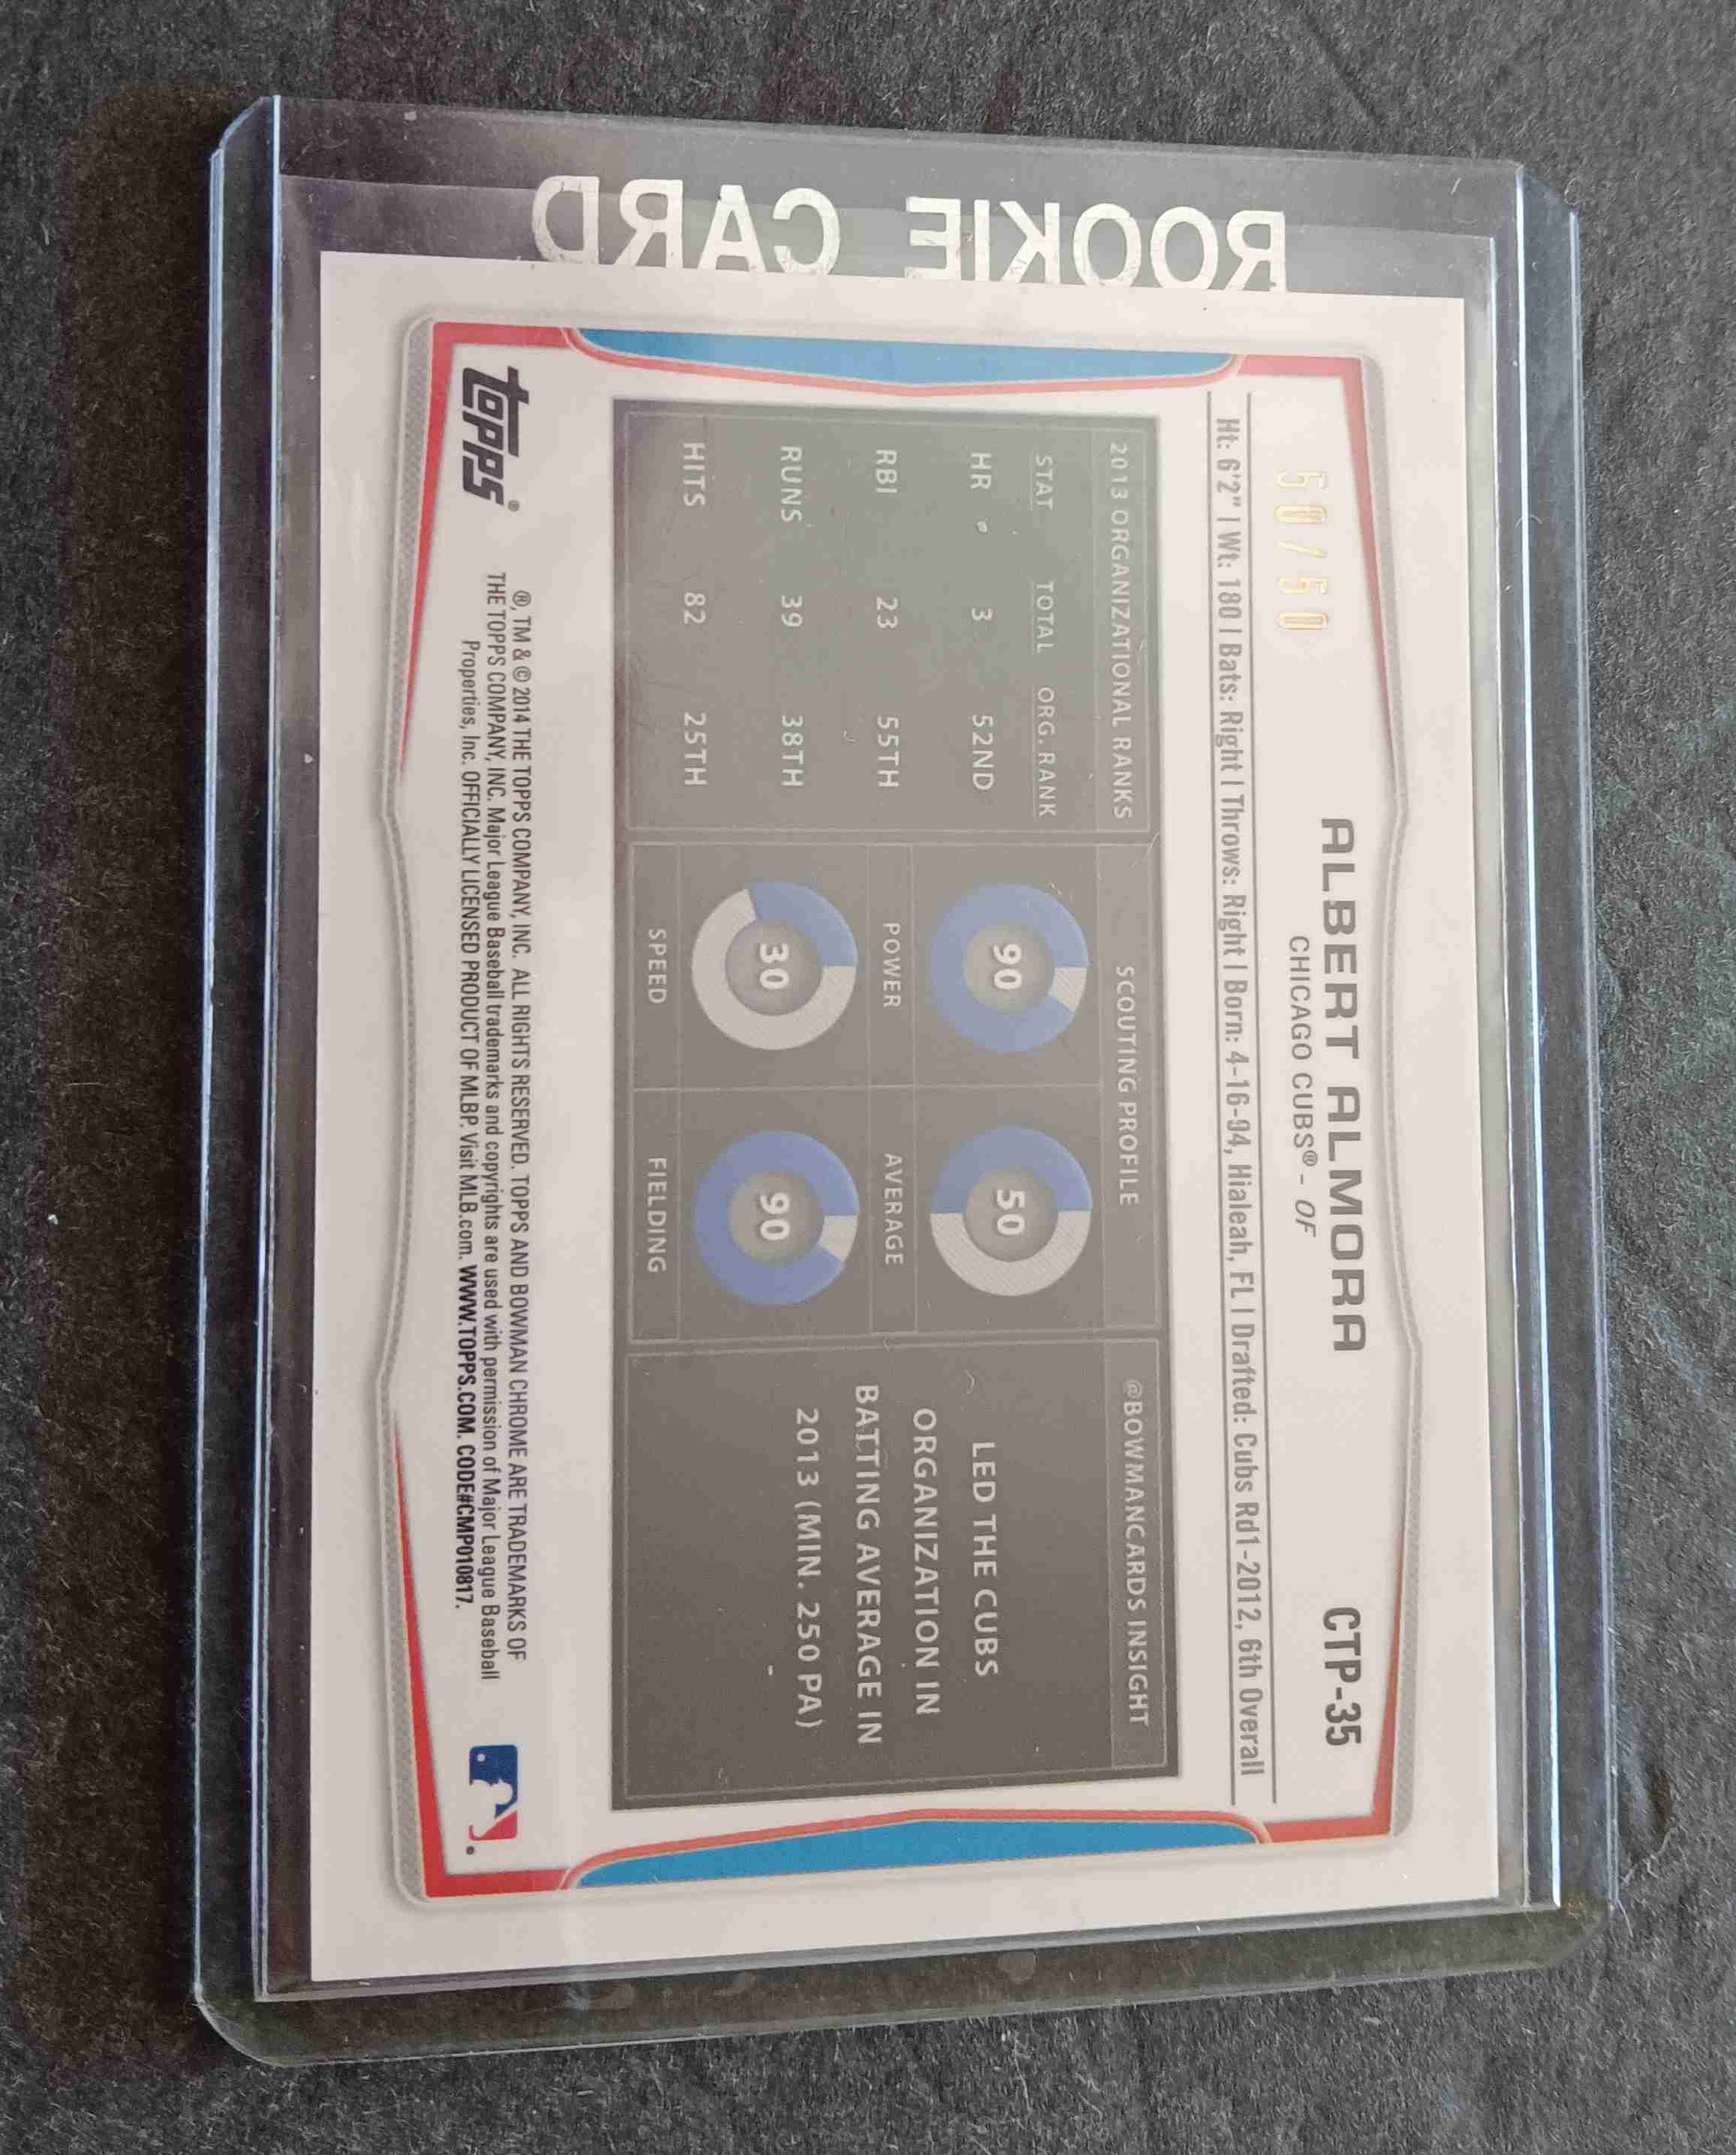 ROOKIE CARD
50/50
ALBERT ALMORA
CTP-35
CHICAGO CUBS® - OF
Ht: 6'2" | Wt: 180 | Bats: Right | Throws: Right | Born: 4-16-94, Hialeah, FL | Drafted: Cubs Rd1-2012, 6th Overall
2013 ORGANIZATIONAL RANKS
STAT TOTAL ORG. RANK
HR 3 52ND
RBI 23 55TH
RUNS 39 38TH
HITS 82 25TH
SCOUTING PROFILE
90 50
POWER AVERAGE
30 90
SPEED FIELDING
@BOWMANCARDS INSIGHT
LED THE CUBS
ORGANIZATION IN
BATTING AVERAGE IN
2013 (MIN. 250 PA)
topps®
®, TM & © 2014 THE TOPPS COMPANY, INC. ALL RIGHTS RESERVED. TOPPS AND BOWMAN CHROME ARE TRADEMARKS OF
THE TOPPS COMPANY, INC. Major League Baseball trademarks and copyrights are used with permission of Major League Baseball
Properties, Inc. OFFICIALLY LICENSED PRODUCT OF MLBP. Visit MLB.com. WWW.TOPPS.COM. CODE#CMP010817.